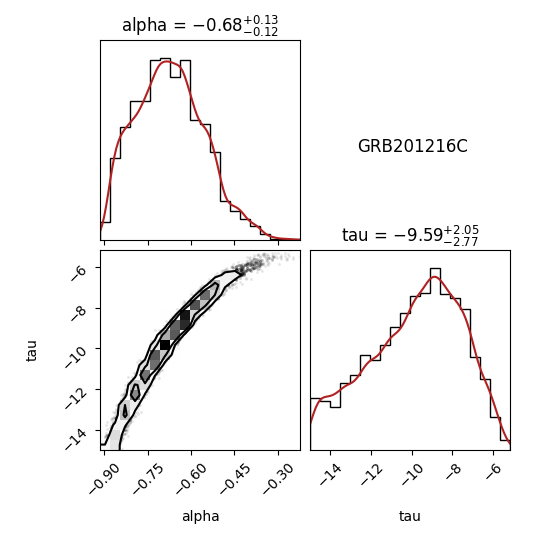 alpha = −0.68+0.13−0.12
GRB201216C
tau = −9.59+2.05−2.77
−6
−8
−10
−12
−14
tau
−0.90 −0.75 −0.60 −0.45 −0.30
alpha
−14 −12 −10 −8 −6
tau